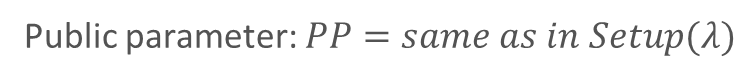 Public parameter: PP = same as in Setup(λ)